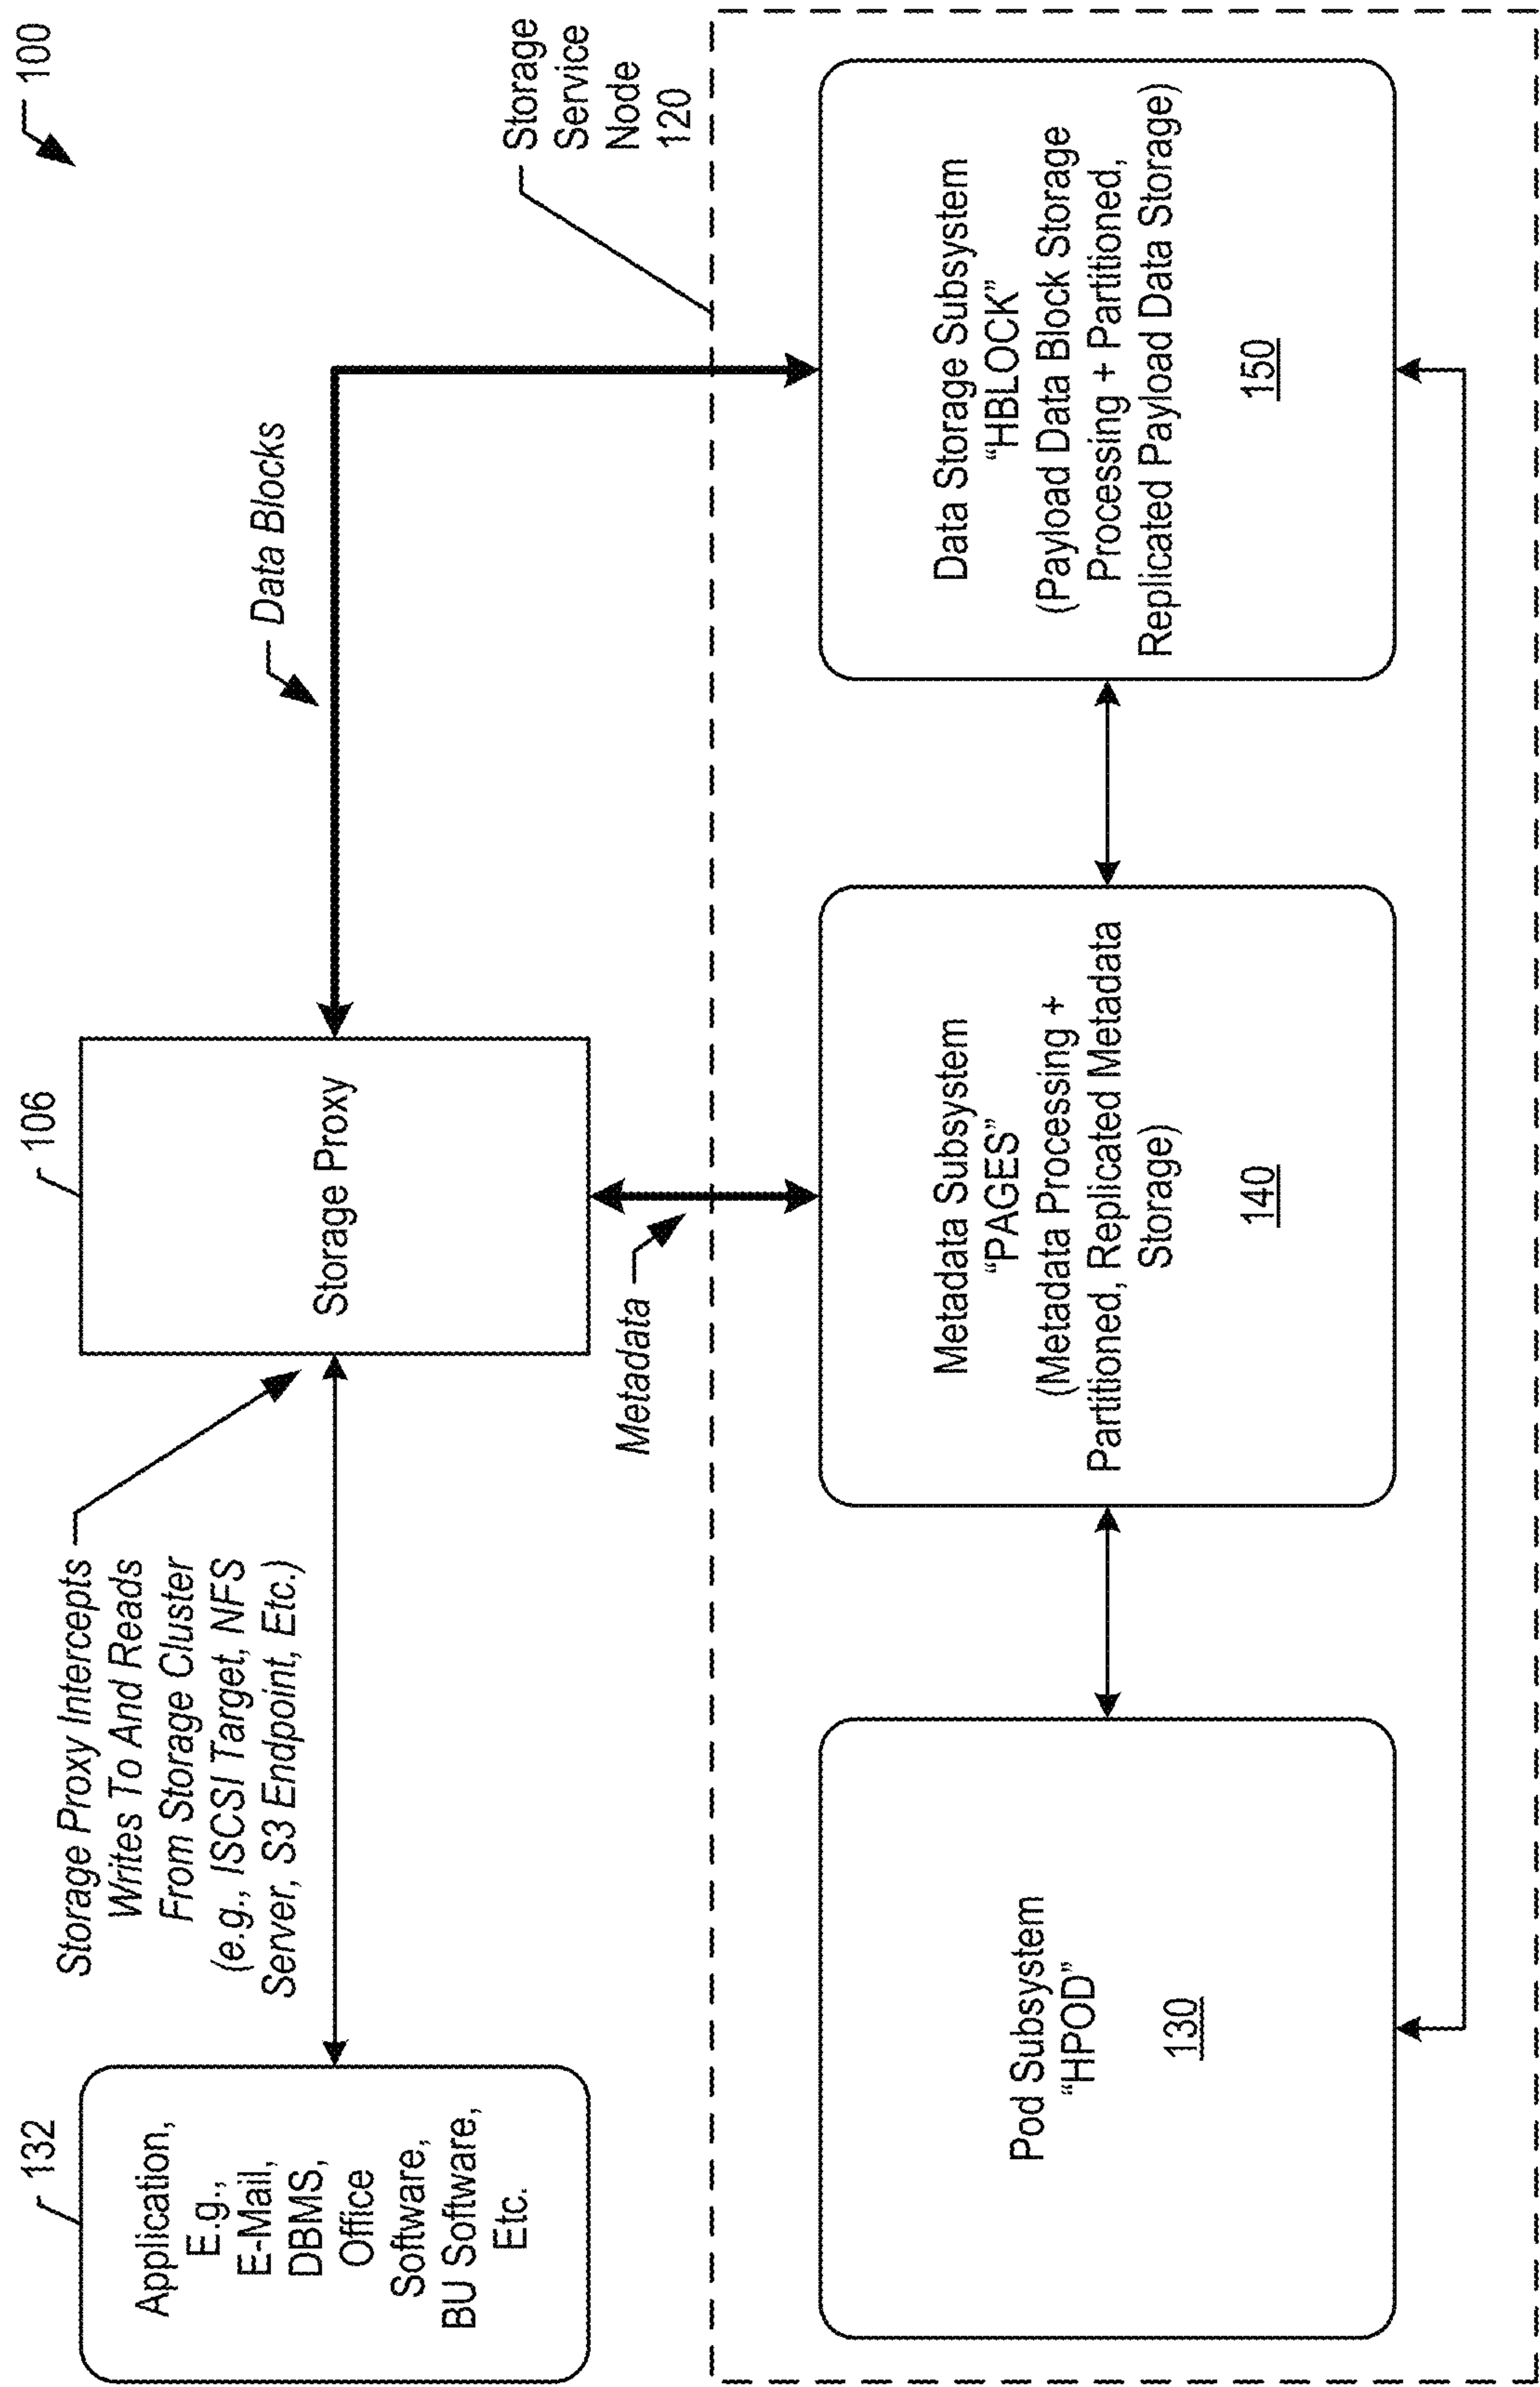 100
132
Application,
E.g.,
E-Mail,
DBMS,
Office
Software,
BU Software,
Etc.
Storage Proxy Intercepts
Writes To And Reads
From Storage Cluster
(e.g., ISCSI Target, NFS
Server, S3 Endpoint, Etc.)
106
Storage Proxy
Data Blocks
Metadata
Storage
Service
Node
120
Pod Subsystem
“HPOD”
130
Metadata Subsystem
“PAGES”
(Metadata Processing +
Partitioned, Replicated Metadata
Storage)
140
Data Storage Subsystem
“HBLOCK”
(Payload Data Block Storage
Processing + Partitioned,
Replicated Payload Data Storage)
150